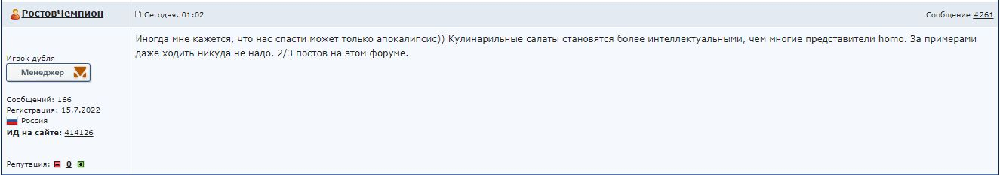 РостовЧемпион
Сегодня, 01:02
Сообщение #261
Игрок дубля
Менеджер
Сообщений: 166
Регистрация: 15.7.2022
Россия
ИД на сайте: 414126
Репутация: 0
Иногда мне кажется, что нас спасти может только апокалипсис)) Кулинарильные салаты становятся более интеллектуальными, чем многие представители homo. За примерами
даже ходить никуда не надо. 2/3 постов на этом форуме.